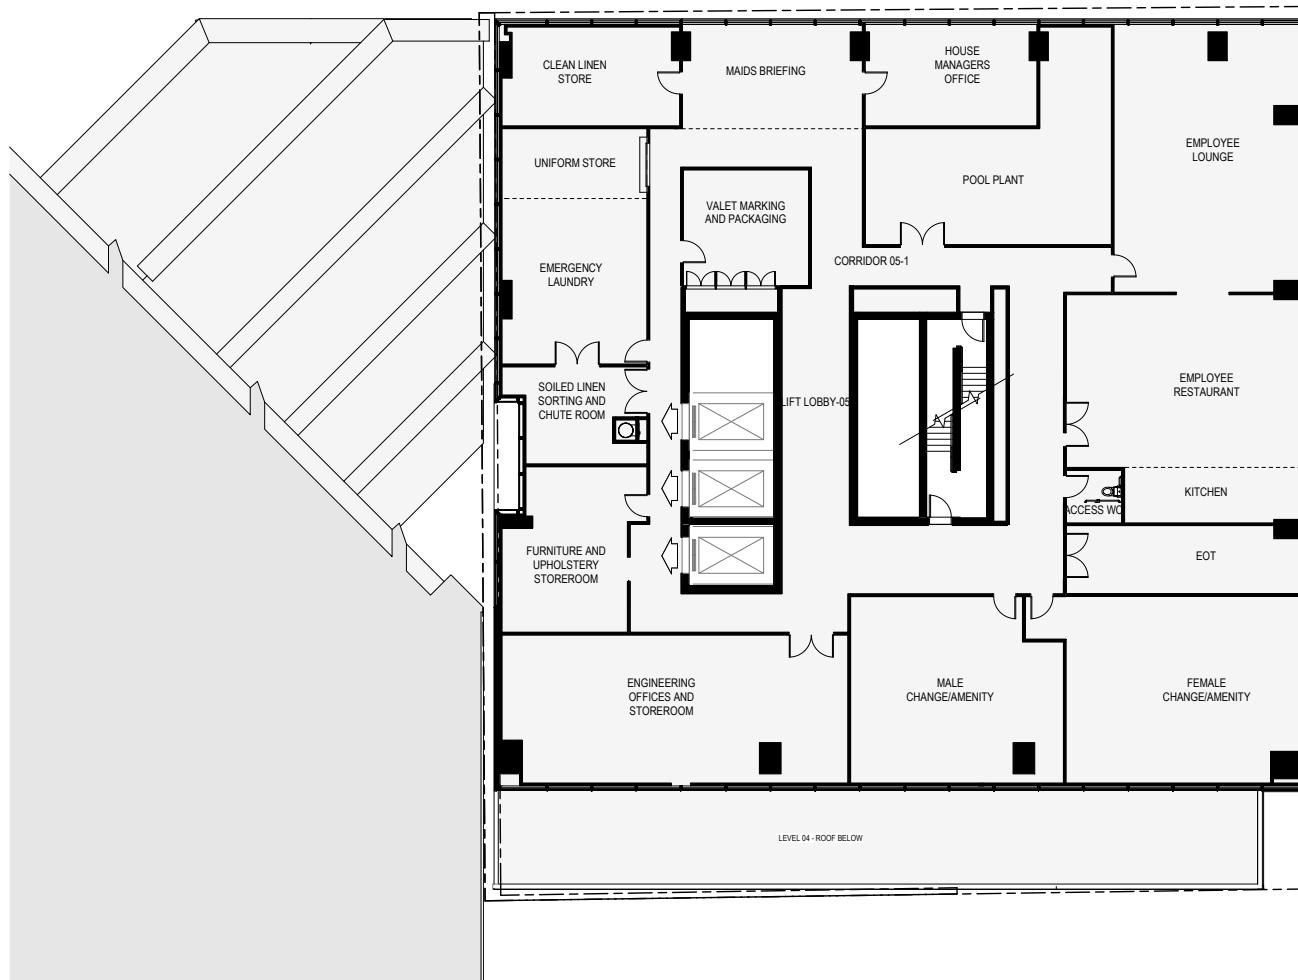 CLEAN LINEN
STORE
MAIDS BRIEFING
HOUSE
MANAGERS
OFFICE
EMPLOYEE
LOUNGE
UNIFORM STORE
POOL PLANT
VALET MARKING
AND PACKAGING
CORRIDOR 05-1
EMERGENCY
LAUNDRY
SOILED LINEN
SORTING AND
CHUTE ROOM
LIFT LOBBY-05
EMPLOYEE
RESTAURANT
KITCHEN
ACCESS WC
FURNITURE AND
UPHOLSTERY
STOREROOM
EOT
ENGINEERING
OFFICES AND
STOREROOM
MALE
CHANGE/AMENITY
FEMALE
CHANGE/AMENITY
LEVEL 04 - ROOF BELOW